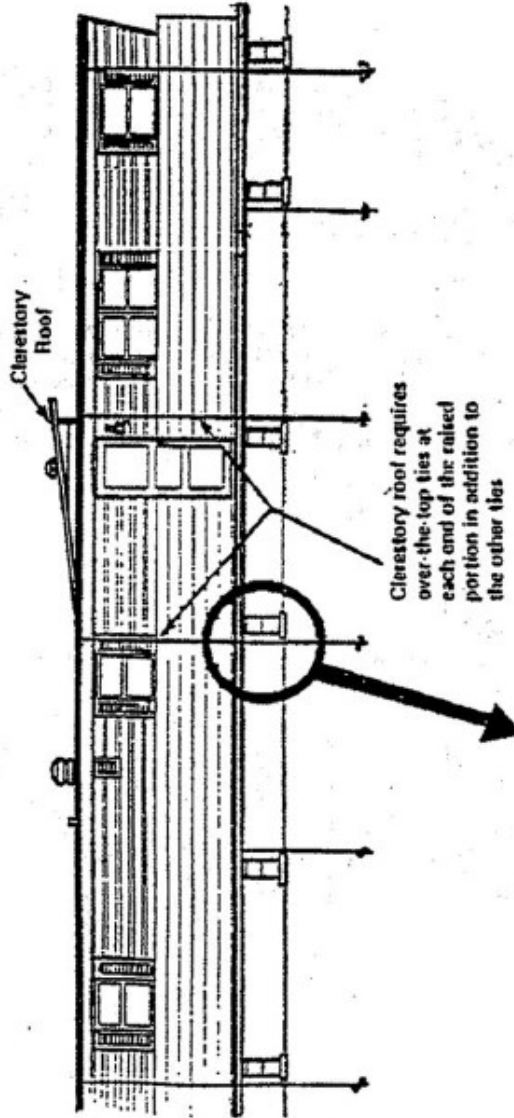 Clerestory
Roof
Clerestory roof requires
over-the-top ties at
each end of the raised
portion in addition to
the other ties